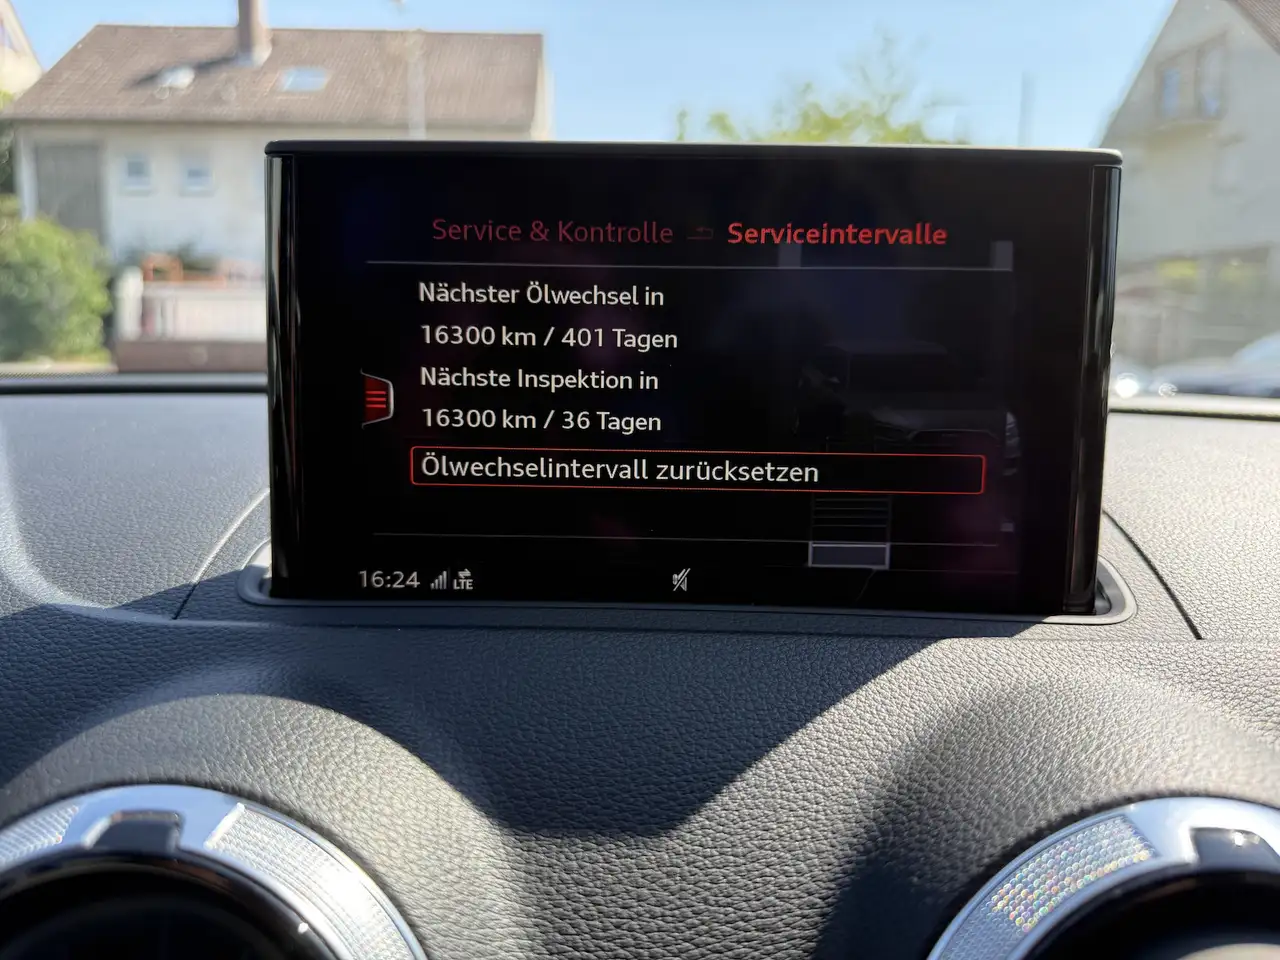 Service & Kontrolle Serviceintervalle
Nächster Ölwechsel in
16300 km / 401 Tagen
Nächste Inspektion in
16300 km / 36 Tagen
Ölwechselintervall zurücksetzen
16:24 LTE